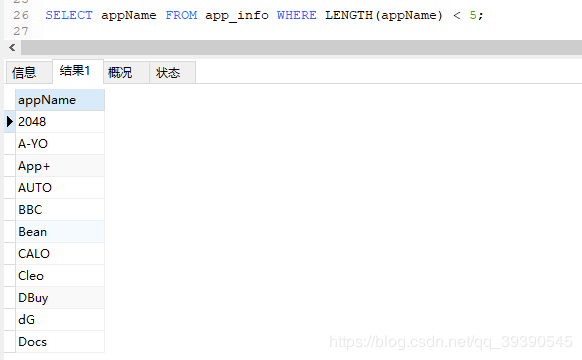 26 SELECT appName FROM app_info WHERE LENGTH(appName) < 5;
27
信息 结果1 概况 状态
appName
2048
A-YO
App+
AUTO
BBC
Bean
CALO
Cleo
DBuy
dG
Docs
https://blog.csdn.net/qq_39390545